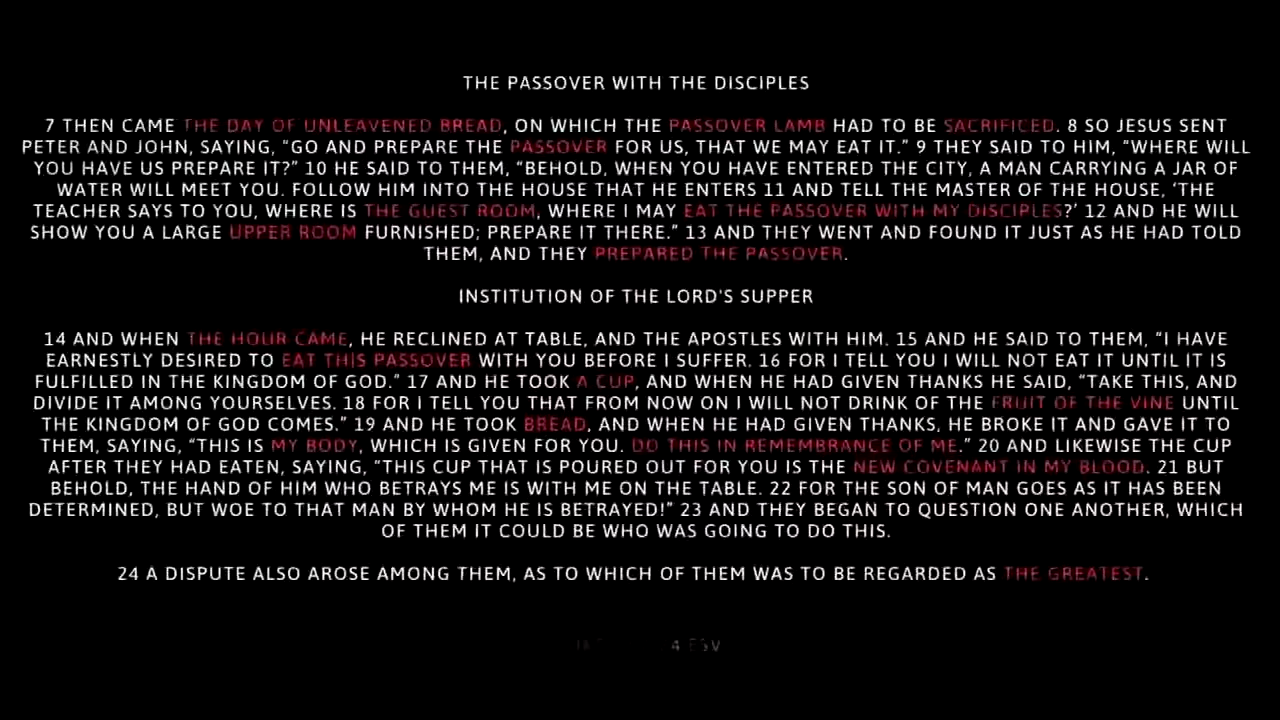 THE PASSOVER WITH THE DISCIPLES
7 THEN CAME THE DAY OF UNLEAVENED BREAD, ON WHICH THE PASSOVER LAMB HAD TO BE SACRIFICED. 8 SO JESUS SENT
PETER AND JOHN, SAYING, “GO AND PREPARE THE PASSOVER FOR US, THAT WE MAY EAT IT.” 9 THEY SAID TO HIM, “WHERE WILL
YOU HAVE US PREPARE IT?” 10 HE SAID TO THEM, “BEHOLD, WHEN YOU HAVE ENTERED THE CITY, A MAN CARRYING A JAR OF
WATER WILL MEET YOU. FOLLOW HIM INTO THE HOUSE THAT HE ENTERS 11 AND TELL THE MASTER OF THE HOUSE, ‘THE
TEACHER SAYS TO YOU, WHERE IS THE GUEST ROOM, WHERE I MAY EAT THE PASSOVER WITH MY DISCIPLES?’ 12 AND HE WILL
SHOW YOU A LARGE UPPER ROOM FURNISHED; PREPARE IT THERE.” 13 AND THEY WENT AND FOUND IT JUST AS HE HAD TOLD
THEM, AND THEY PREPARED THE PASSOVER.
INSTITUTION OF THE LORD'S SUPPER
14 AND WHEN THE HOUR CAME, HE RECLINED AT TABLE, AND THE APOSTLES WITH HIM. 15 AND HE SAID TO THEM, “I HAVE
EARNESTLY DESIRED TO EAT THIS PASSOVER WITH YOU BEFORE I SUFFER. 16 FOR I TELL YOU I WILL NOT EAT IT UNTIL IT IS
FULFILLED IN THE KINGDOM OF GOD.” 17 AND HE TOOK A CUP, AND WHEN HE HAD GIVEN THANKS HE SAID, “TAKE THIS, AND
DIVIDE IT AMONG YOURSELVES. 18 FOR I TELL YOU THAT FROM NOW ON I WILL NOT DRINK OF THE FRUIT OF THE VINE UNTIL
THE KINGDOM OF GOD COMES.” 19 AND HE TOOK BREAD, AND WHEN HE HAD GIVEN THANKS, HE BROKE IT AND GAVE IT TO
THEM, SAYING, “THIS IS MY BODY, WHICH IS GIVEN FOR YOU. DO THIS IN REMEMBRANCE OF ME.” 20 AND LIKEWISE THE CUP
AFTER THEY HAD EATEN, SAYING, “THIS CUP THAT IS POURED OUT FOR YOU IS THE NEW COVENANT IN MY BLOOD. 21 BUT
BEHOLD, THE HAND OF HIM WHO BETRAYS ME IS WITH ME ON THE TABLE. 22 FOR THE SON OF MAN GOES AS IT HAS BEEN
DETERMINED, BUT WOE TO THAT MAN BY WHOM HE IS BETRAYED!” 23 AND THEY BEGAN TO QUESTION ONE ANOTHER, WHICH
OF THEM IT COULD BE WHO WAS GOING TO DO THIS.
24 A DISPUTE ALSO AROSE AMONG THEM, AS TO WHICH OF THEM WAS TO BE REGARDED AS THE GREATEST.
4 ESV